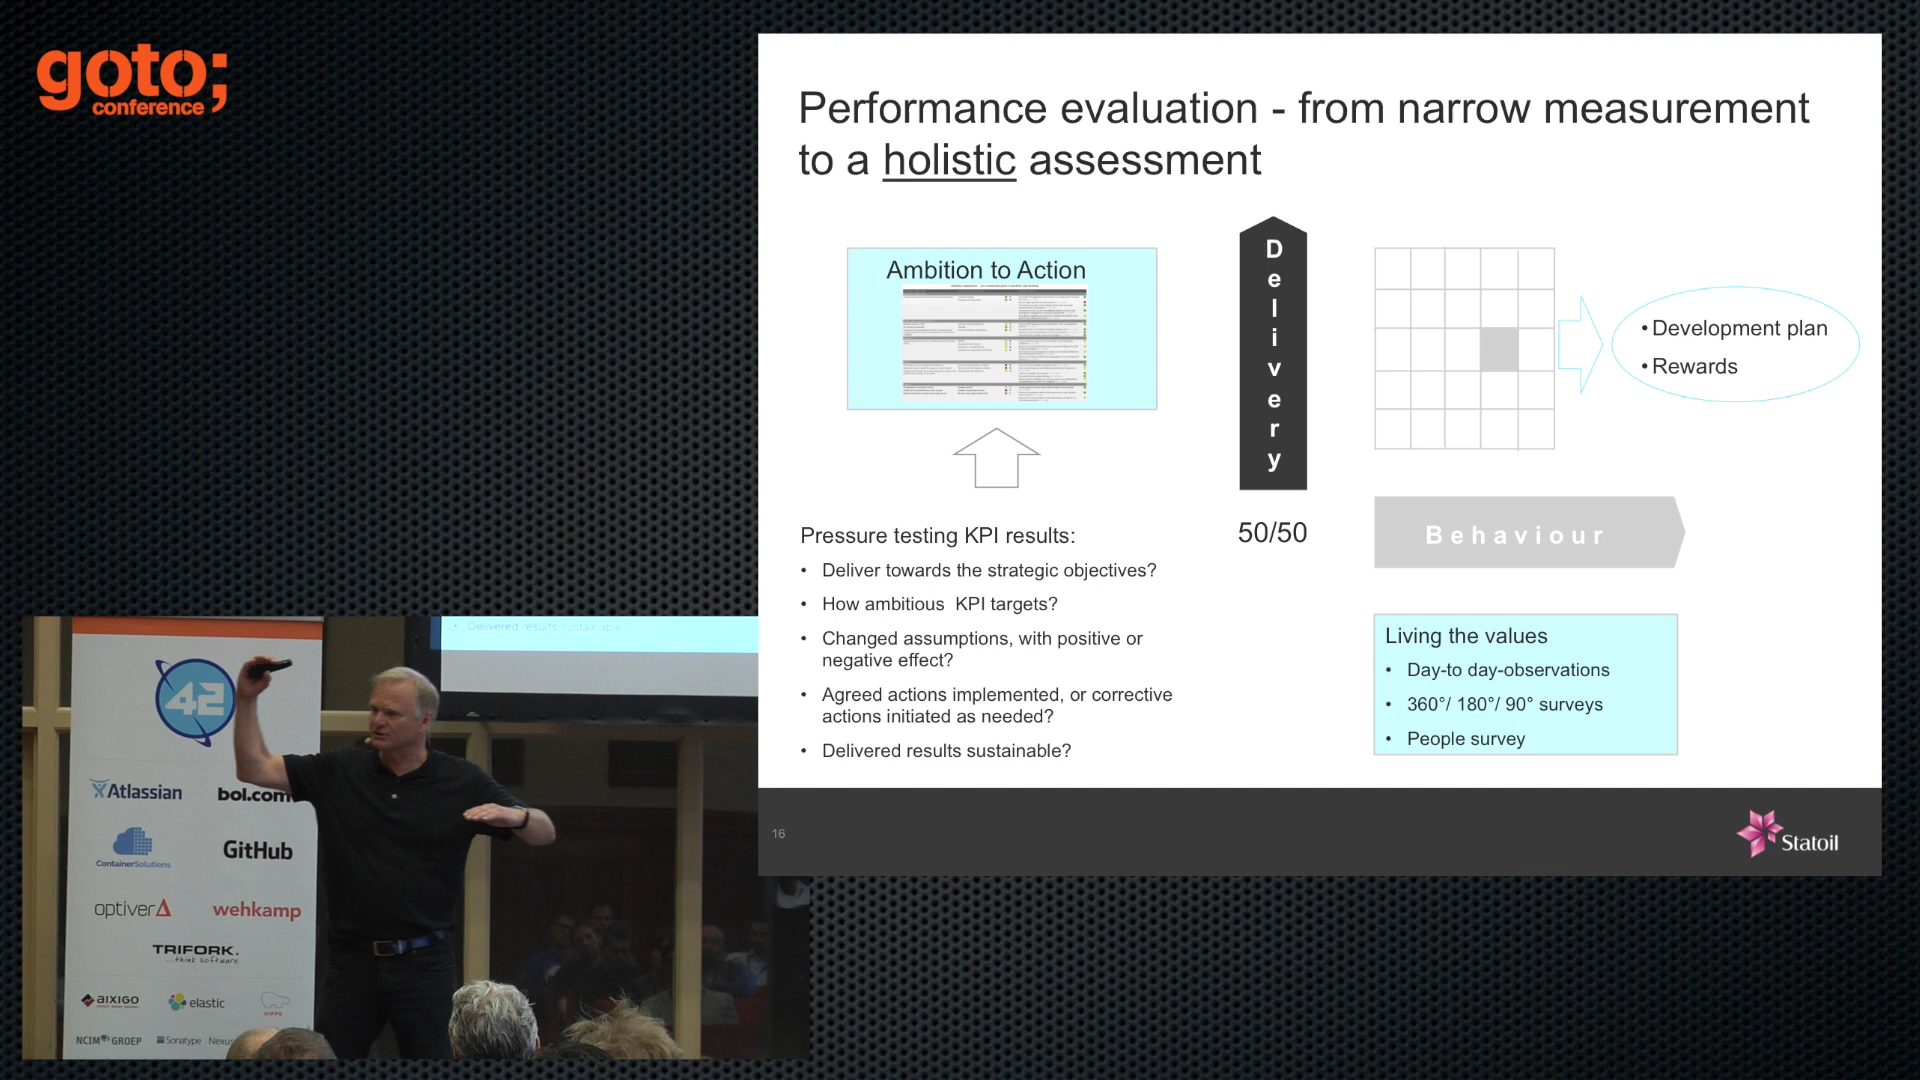 goto;
conference
Performance evaluation - from narrow measurement
to a holistic assessment
Ambition to Action
Delivery
• Development plan
• Rewards
Pressure testing KPI results:
• Deliver towards the strategic objectives?
• How ambitious KPI targets?
• Changed assumptions, with positive or
negative effect?
• Agreed actions implemented, or corrective
actions initiated as needed?
• Delivered results sustainable?
50/50
Behaviour
Living the values
• Day-to day-observations
• 360°/ 180°/ 90° surveys
• People survey
16
Statoil
• Delivered results sustainable?
42
Atlassian
bol.com
ContainerSolutions
GitHub
optiver
wehkamp
TRIFORK.
...think software
aixigo
elastic
HIPPO
NCIM GROEP
Sonatype Nexus